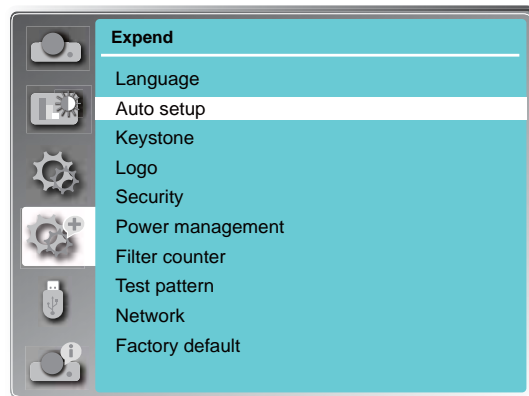 Expend
Language
Auto setup
Keystone
Logo
Security
Power management
Filter counter
Test pattern
Network
Factory default